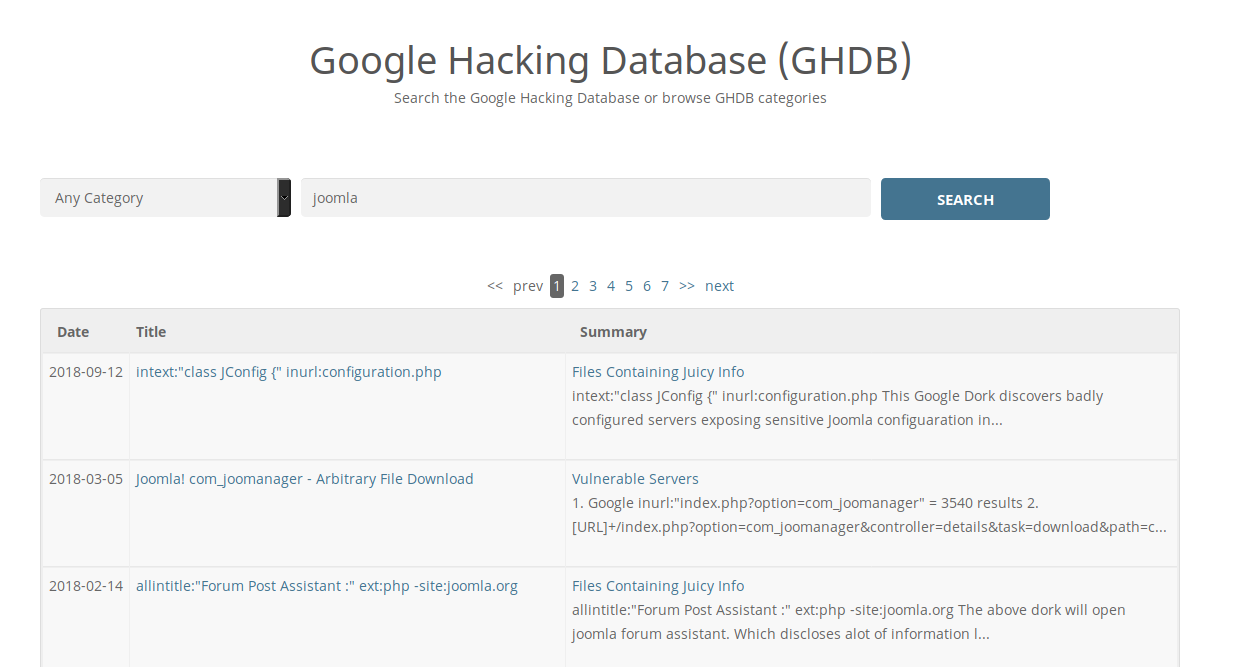 Google Hacking Database (GHDB)
Search the Google Hacking Database or browse GHDB categories
Any Category joomla SEARCH
<< prev 1 2 3 4 5 6 7 >> next
Date Title Summary
2018-09-12 intext:"class JConfig {" inurl:configuration.php Files Containing Juicy Info
intext:"class JConfig {" inurl:configuration.php This Google Dork discovers badly
configured servers exposing sensitive Joomla configuaration in...
2018-03-05 Joomla! com_joomanager - Arbitrary File Download Vulnerable Servers
1. Google inurl:"index.php?option=com_joomanager" = 3540 results 2.
[URL]+/index.php?option=com_joomanager&controller=details&task=download&path=c...
2018-02-14 allintitle:"Forum Post Assistant :" ext:php -site:joomla.org Files Containing Juicy Info
allintitle:"Forum Post Assistant :" ext:php -site:joomla.org The above dork will open
joomla forum assistant. Which discloses alot of information l...